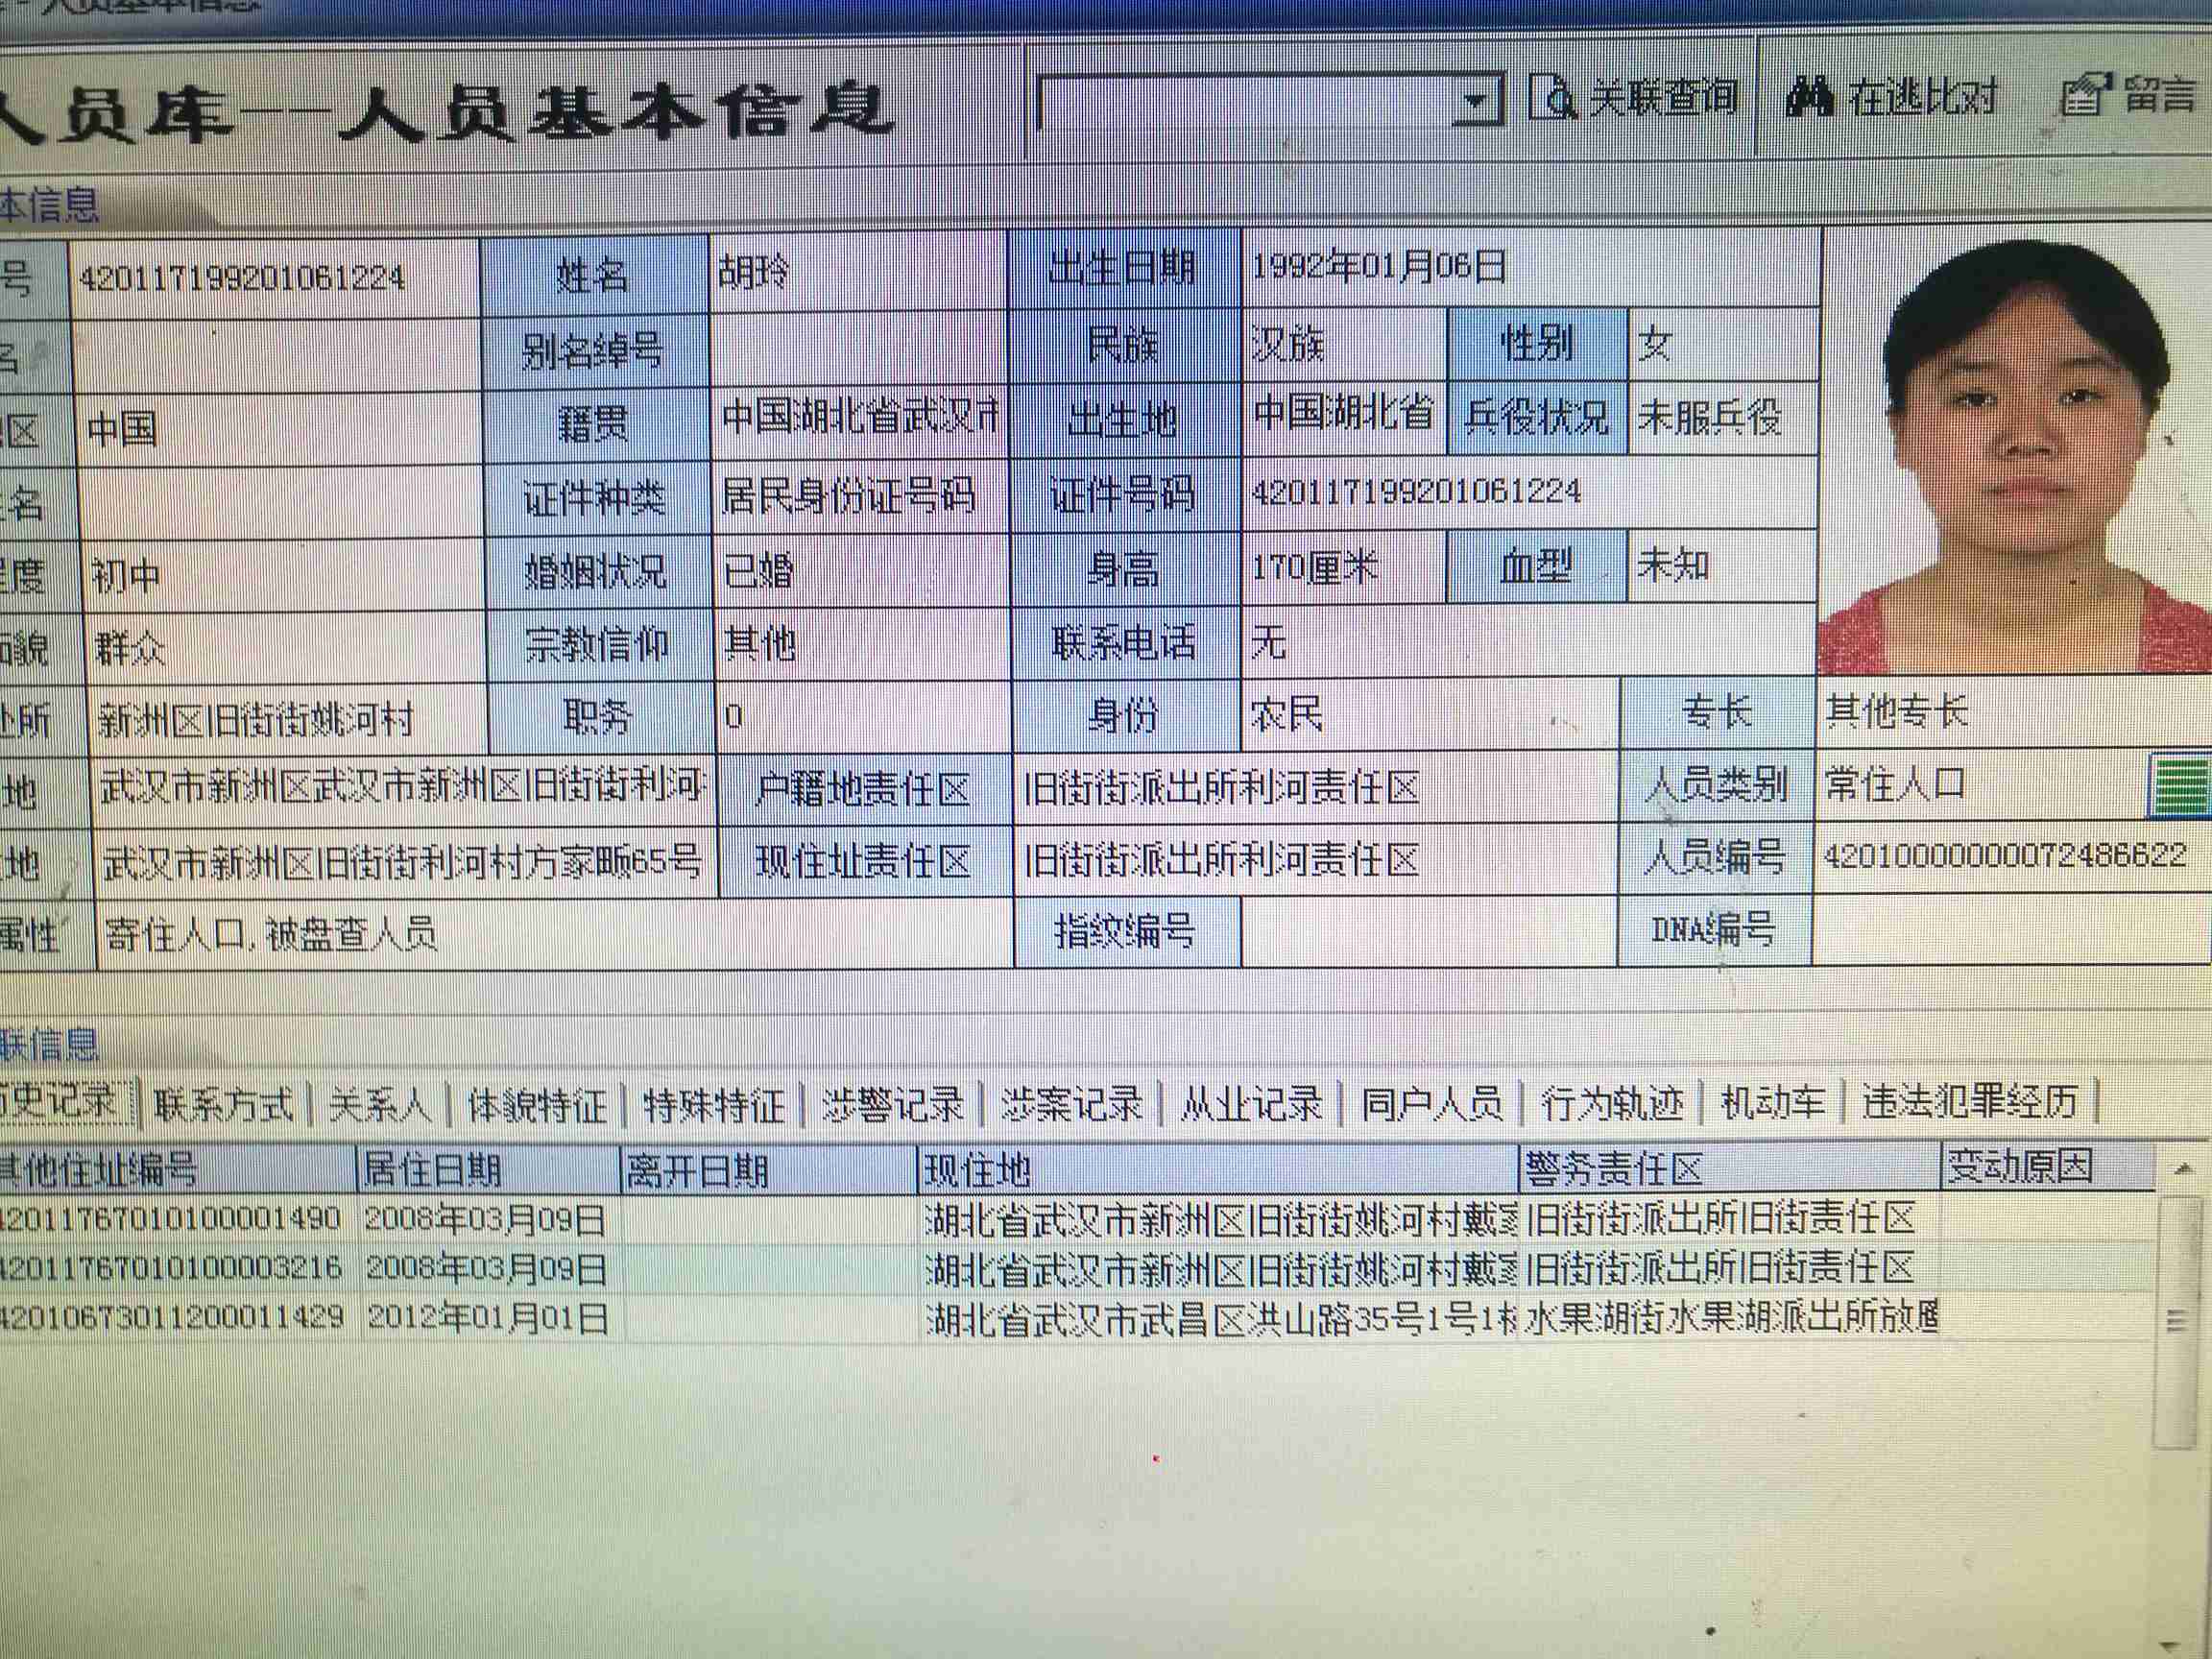 人员基本信息
人员库--人员基本信息 关联查询 在逃比对 留言
本信息
号 420117199201061224 姓名 胡玲 出生日期 1992年01月06日
名 别名绰号 民族 汉族 性别 女
区 中国 籍贯 中国湖北省武汉市 出生地 中国湖北省 兵役状况 未服兵役
名 证件种类 居民身份证号码 证件号码 420117199201061224
程度 初中 婚姻状况 已婚 身高 170厘米 血型 未知
面貌 群众 宗教信仰 其他 联系电话 无
处所 新洲区旧街街姚河村 职务 0 身份 农民 专长 其他专长
地 武汉市新洲区武汉市新洲区旧街街利河 户籍地责任区 旧街街派出所利河责任区 人员类别 常住人口
地 武汉市新洲区旧街街利河村方家畈65号 现住址责任区 旧街街派出所利河责任区 人员编号 42010000000072486622
属性 寄住人口,被盘查人员 指纹编号 DNA编号
联信息
历史记录 联系方式 关系人 体貌特征 特殊特征 涉警记录 涉案记录 从业记录 同户人员 行为轨迹 机动车 违法犯罪经历
其他住址编号 居住日期 离开日期 现住地 警务责任区 变动原因
42011767010100001490 2008年03月09日 湖北省武汉市新洲区旧街街姚河村戴家 旧街街派出所旧街责任区
42011767010100003216 2008年03月09日 湖北省武汉市新洲区旧街街姚河村戴家 旧街街派出所旧街责任区
42010673011200011429 2012年01月01日 湖北省武汉市武昌区洪山路35号1号1栋 水果湖街水果湖派出所放鹰